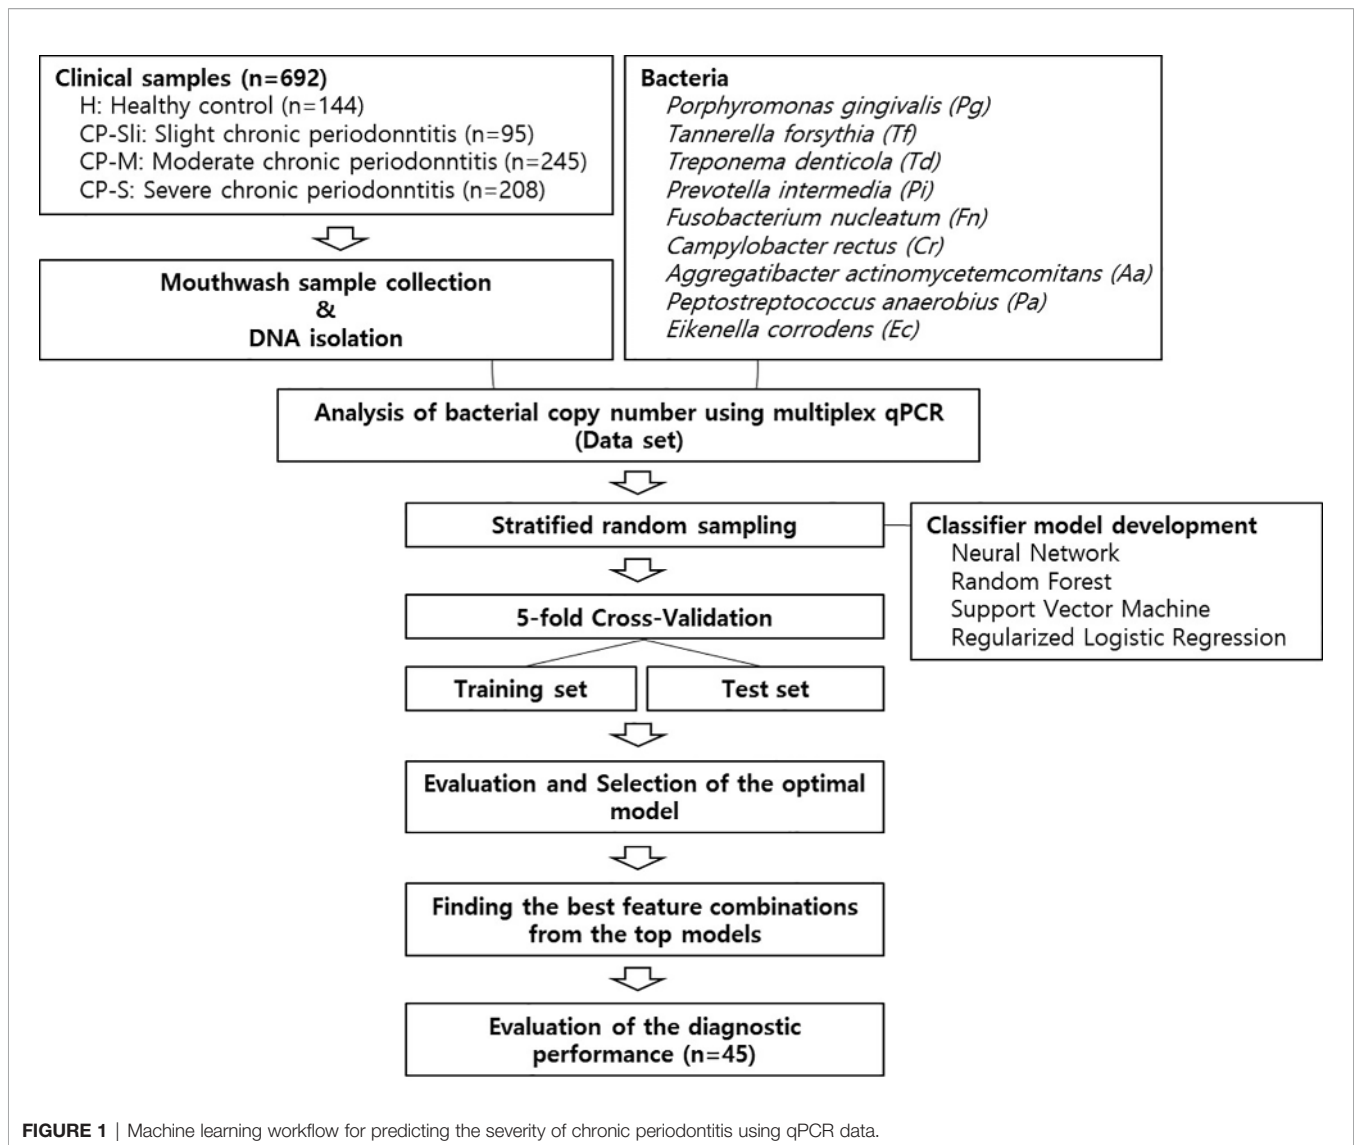 Clinical samples (n=692)
H: Healthy control (n=144)
CP-Sli: Slight chronic periodonntitis (n=95)
CP-M: Moderate chronic periodonntitis (n=245)
CP-S: Severe chronic periodonntitis (n=208)
Bacteria
Porphyromonas gingivalis (Pg)
Tannerella forsythia (Tf)
Treponema denticola (Td)
Prevotella intermedia (Pi)
Fusobacterium nucleatum (Fn)
Campylobacter rectus (Cr)
Aggregatibacter actinomycetemcomitans (Aa)
Peptostreptococcus anaerobius (Pa)
Eikenella corrodens (Ec)
Mouthwash sample collection
&
DNA isolation
Analysis of bacterial copy number using multiplex qPCR
(Data set)
Stratified random sampling
Classifier model development
Neural Network
Random Forest
Support Vector Machine
Regularized Logistic Regression
5-fold Cross-Validation
Training set
Test set
Evaluation and Selection of the optimal
model
Finding the best feature combinations
from the top models
Evaluation of the diagnostic
performance (n=45)
FIGURE 1 | Machine learning workflow for predicting the severity of chronic periodontitis using qPCR data.